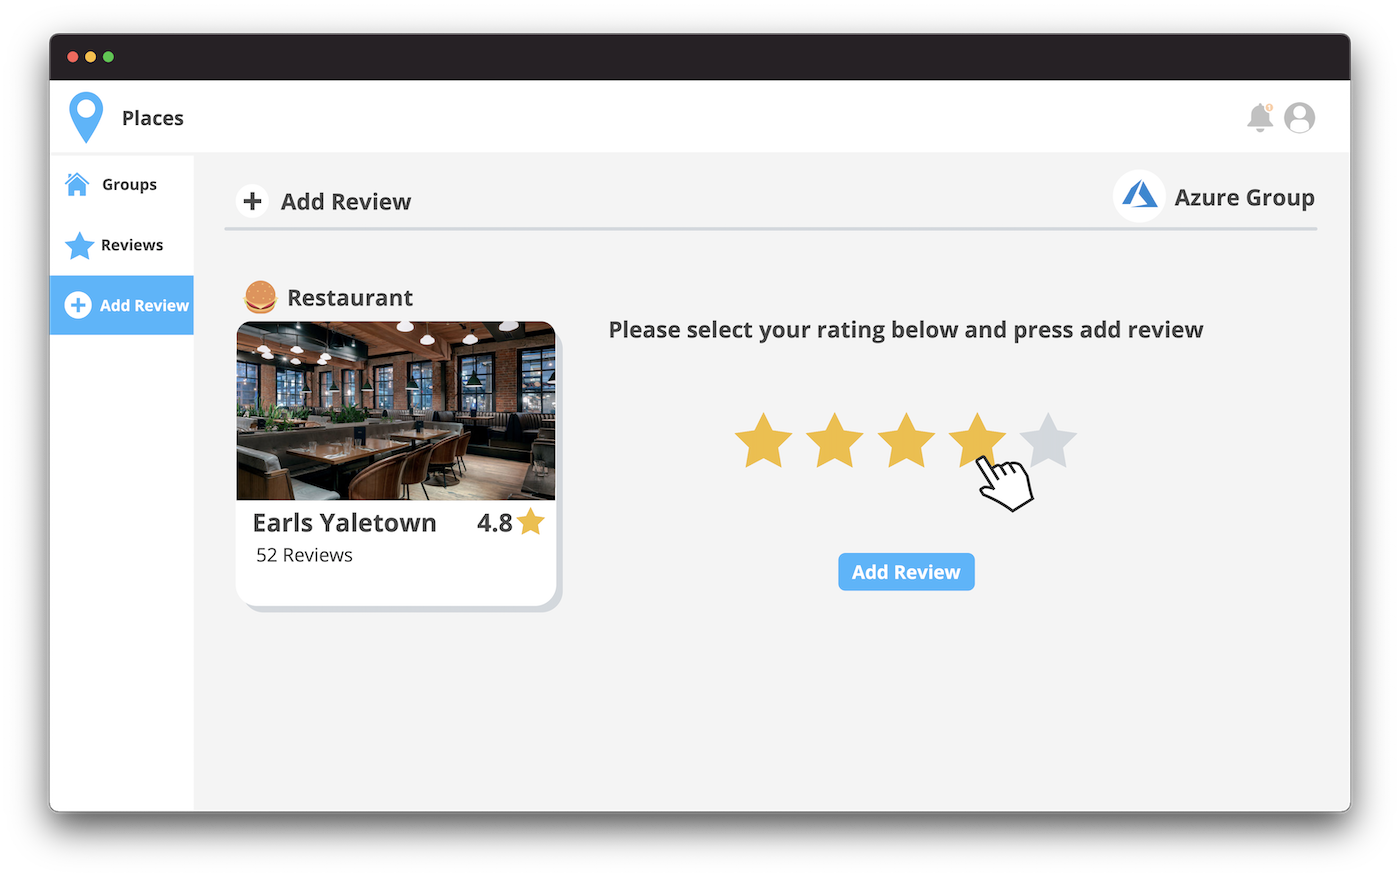 Places
Groups
Reviews
Add Review
Add Review
Azure Group
Restaurant
Earls Yaletown 4.8
52 Reviews
Please select your rating below and press add review
Add Review